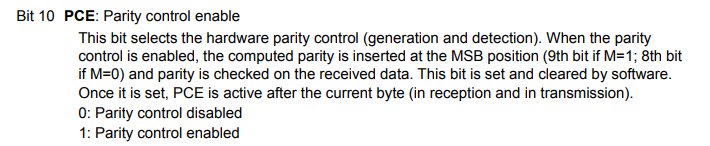 Bit 10 PCE: Parity control enable
This bit selects the hardware parity control (generation and detection). When the parity
control is enabled, the computed parity is inserted at the MSB position (9th bit if M=1; 8th bit
if M=0) and parity is checked on the received data. This bit is set and cleared by software.
Once it is set, PCE is active after the current byte (in reception and in transmission).
0: Parity control disabled
1: Parity control enabled